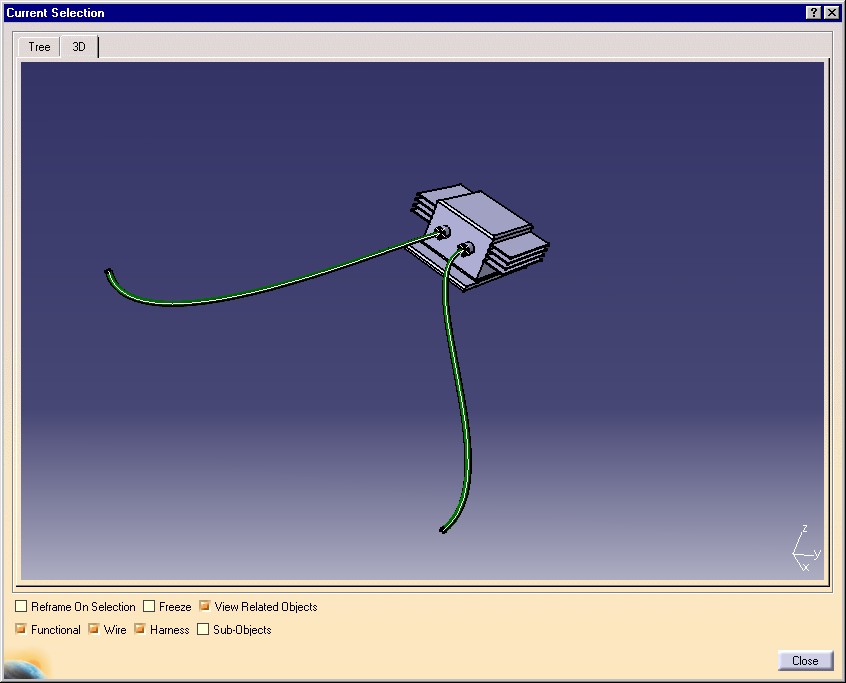 Current Selection
Tree 3D
z
y
x
Reframe On Selection Freeze View Related Objects
Functional Wire Harness Sub-Objects
Close